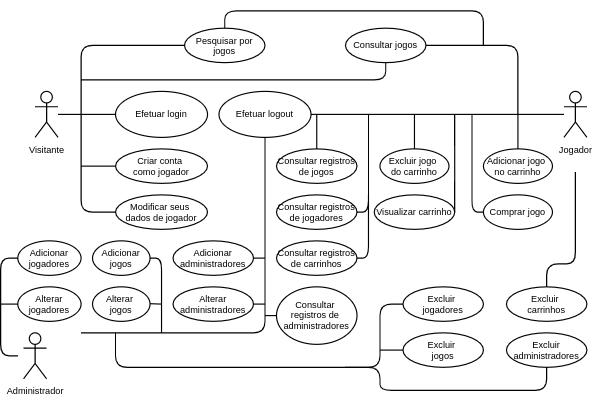 Pesquisar por
jogos
Consultar jogos
Efetuar login
Efetuar logout
Visitante
Jogador
Criar conta
como jogador
Consultar registros
de jogos
Excluir jogo
do carrinho
Adicionar jogo
no carrinho
Modificar seus
dados de jogador
Consultar registros
de jogadores
Visualizar carrinho
Comprar jogo
Adicionar
jogadores
Adicionar
jogos
Adicionar
administradores
Consultar registros
de carrinhos
Alterar
jogadores
Alterar
jogos
Alterar
administradores
Consultar
registros de
administradores
Excluir
jogadores
Excluir
carrinhos
Excluir
jogos
Excluir
administradores
Administrador